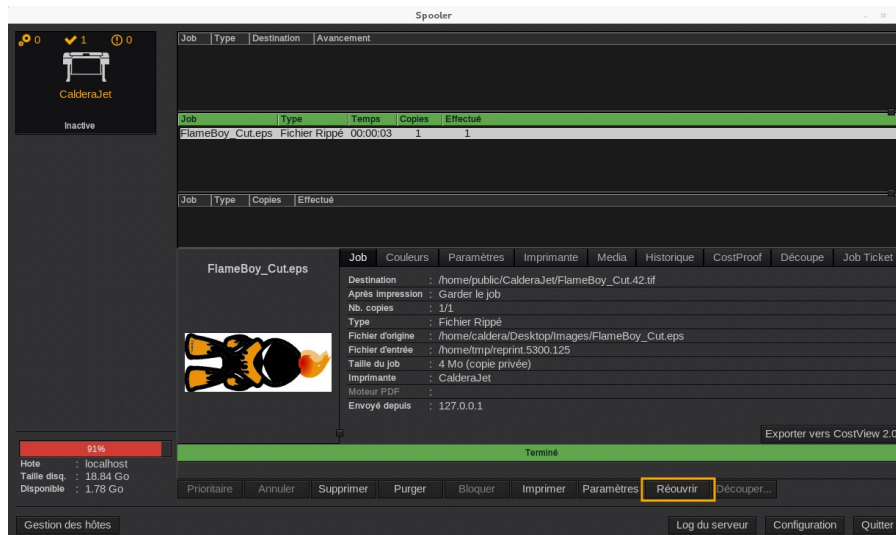 Spooler
0 1 0
CalderaJet
Inactive
Job Type Destination Avancement
Job Type Temps Copies Effectué
FlameBoy_Cut.eps Fichier Rippé 00:00:03 1 1
Job Type Copies Effectué
FlameBoy_Cut.eps
Job Couleurs Paramètres Imprimante Media Historique CostProof Découpe Job Ticket
Destination : /home/public/CalderaJet/FlameBoy_Cut.42.tif
Après impression : Garder le job
Nb. copies : 1/1
Type : Fichier Rippé
Fichier d'origine : /home/caldera/Desktop/Images/FlameBoy_Cut.eps
Fichier d'entrée : /home/tmp/reprint.5300.125
Taille du job : 4 Mo (copie privée)
Imprimante : CalderaJet
Moteur PDF :
Envoyé depuis : 127.0.0.1
Exporter vers CostView 2.0
Terminé
91%
Hote : localhost
Taille disq. : 18.84 Go
Disponible : 1.78 Go
Prioritaire Annuler Supprimer Purger Bloquer Imprimer Paramètres Réouvrir Découper...
Gestion des hôtes Log du serveur Configuration Quitter